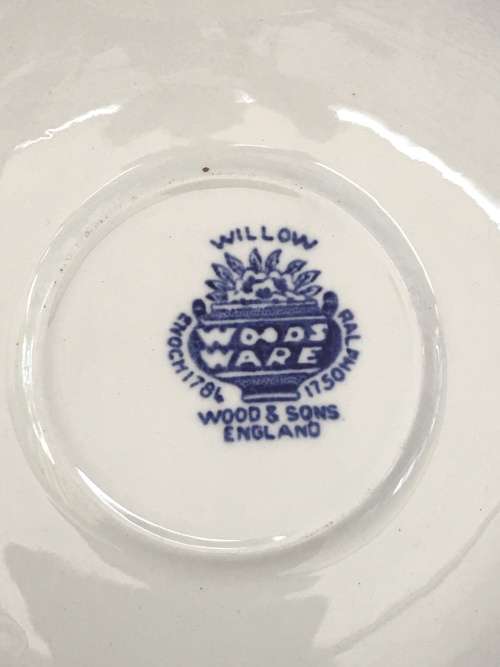 WILLOW
ENOCH 1784
WOODS
WARE
RALPH 1750
WOOD & SONS
ENGLAND